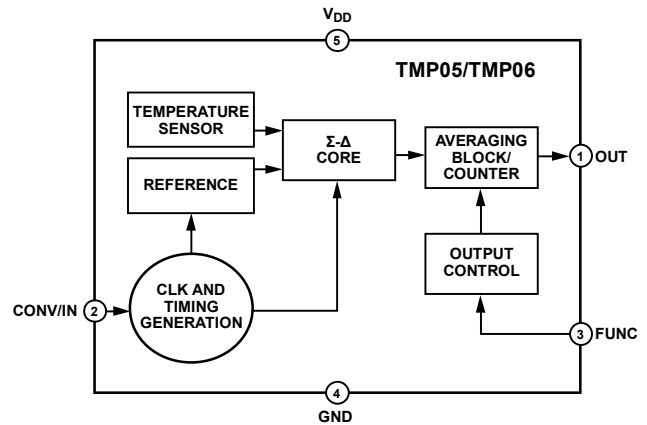 VDD
5
TMP05/TMP06
TEMPERATURE
SENSOR
Σ-Δ
CORE
AVERAGING
BLOCK/
COUNTER
1 OUT
REFERENCE
OUTPUT
CONTROL
CLK AND
TIMING
GENERATION
CONV/IN 2
3 FUNC
4
GND